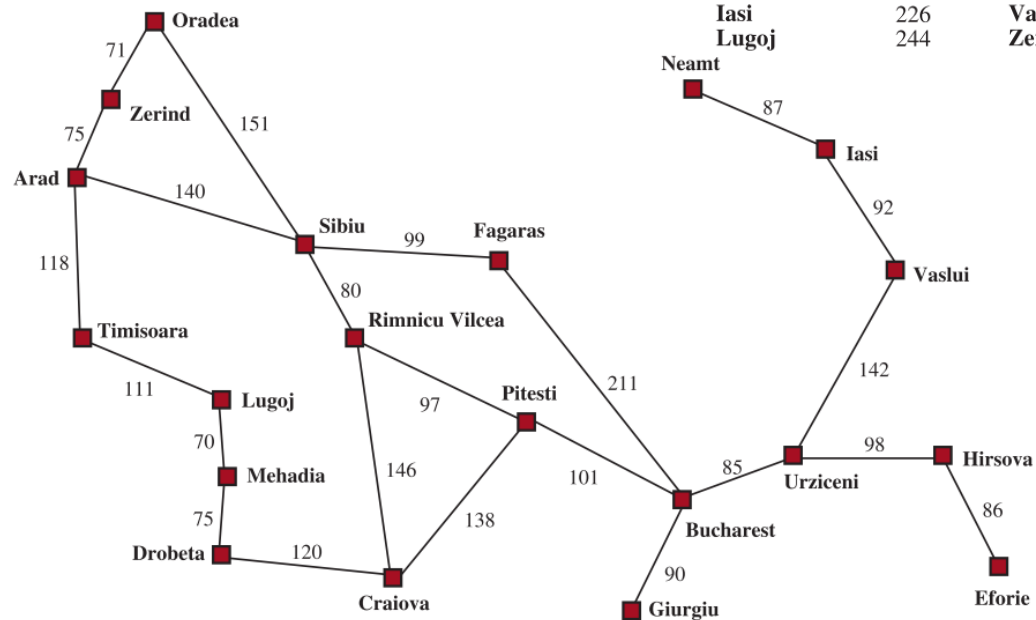 Iasi 226 Va
Lugoj 244 Ze
Oradea
Neamt
71
87
Zerind
151
Iasi
75
Arad
140
92
Sibiu
Fagaras
99
118
Vaslui
80
Timisoara
Rimnicu Vilcea
142
111
Pitesti
211
Lugoj
97
70
98
Hirsova
146
101
85
Urziceni
Mehadia
86
75
138
Bucharest
Drobeta
120
90
Craiova
Giurgiu
Eforie